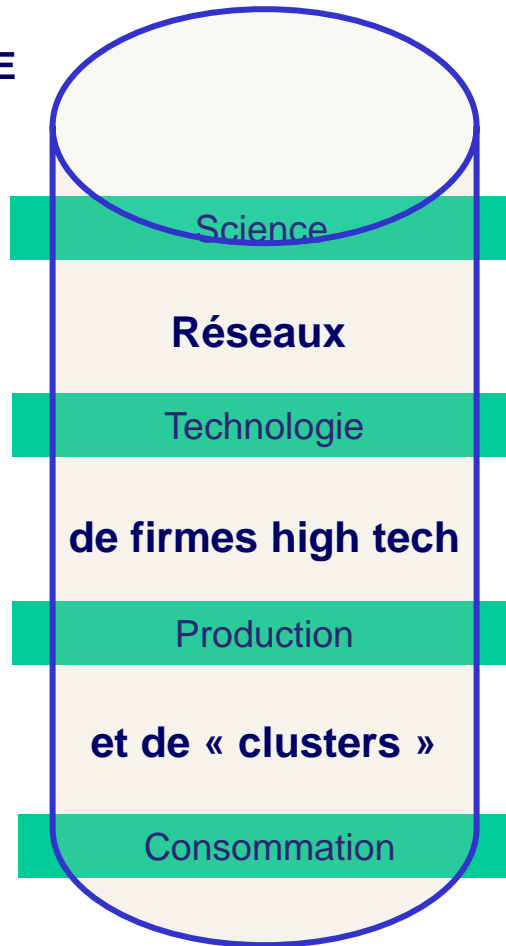 E
Science
Réseaux
Technologie
de firmes high tech
Production
et de « clusters »
Consommation